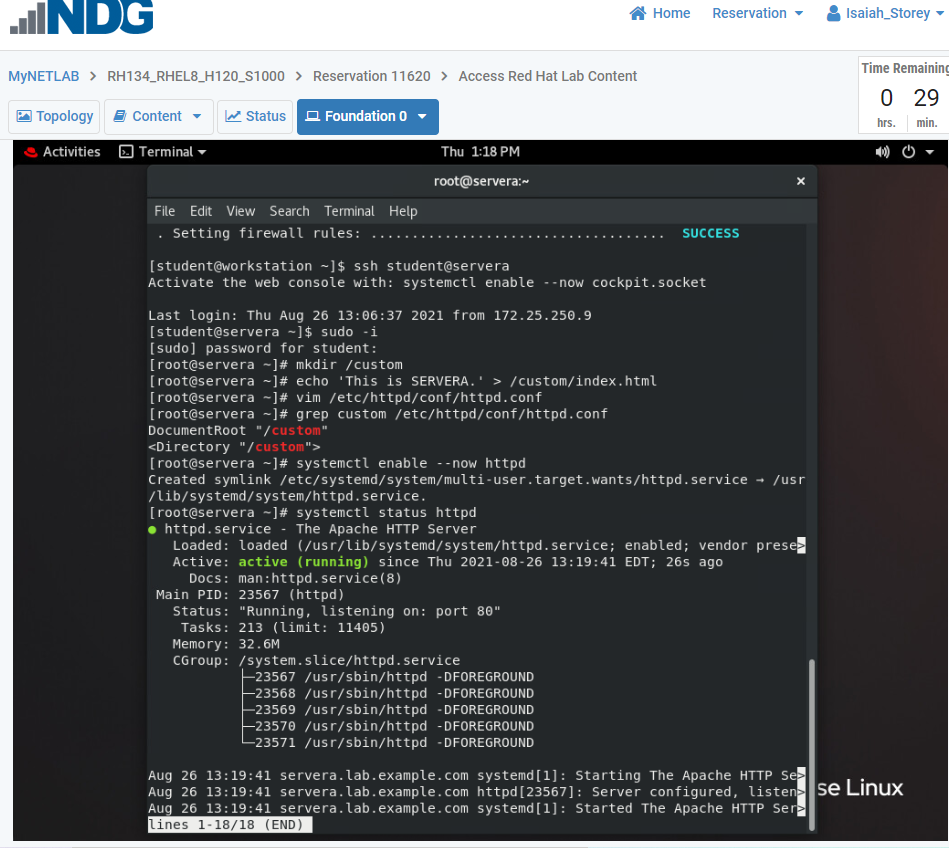 NDG
Home Reservation Isaiah_Storey
MyNETLAB > RH134_RHEL8_H120_S1000 > Reservation 11620 > Access Red Hat Lab Content
Time Remaining
0 29
hrs. min.
Topology Content Status Foundation 0
Activities Terminal Thu 1:18 PM
root@servera:~ ×
File Edit View Search Terminal Help
. Setting firewall rules: .................................... SUCCESS
[student@workstation ~]$ ssh student@servera
Activate the web console with: systemctl enable --now cockpit.socket
Last login: Thu Aug 26 13:06:37 2021 from 172.25.250.9
[student@servera ~]$ sudo -i
[sudo] password for student:
[root@servera ~]# mkdir /custom
[root@servera ~]# echo 'This is SERVERA.' > /custom/index.html
[root@servera ~]# vim /etc/httpd/conf/httpd.conf
[root@servera ~]# grep custom /etc/httpd/conf/httpd.conf
DocumentRoot "/custom"
<Directory "/custom">
[root@servera ~]# systemctl enable --now httpd
Created symlink /etc/systemd/system/multi-user.target.wants/httpd.service → /usr
/lib/systemd/system/httpd.service.
[root@servera ~]# systemctl status httpd
● httpd.service - The Apache HTTP Server
Loaded: loaded (/usr/lib/systemd/system/httpd.service; enabled; vendor prese>
Active: active (running) since Thu 2021-08-26 13:19:41 EDT; 26s ago
Docs: man:httpd.service(8)
Main PID: 23567 (httpd)
Status: "Running, listening on: port 80"
Tasks: 213 (limit: 11405)
Memory: 32.6M
CGroup: /system.slice/httpd.service
├─23567 /usr/sbin/httpd -DFOREGROUND
├─23568 /usr/sbin/httpd -DFOREGROUND
├─23569 /usr/sbin/httpd -DFOREGROUND
├─23570 /usr/sbin/httpd -DFOREGROUND
└─23571 /usr/sbin/httpd -DFOREGROUND
Aug 26 13:19:41 servera.lab.example.com systemd[1]: Starting The Apache HTTP Se>
Aug 26 13:19:41 servera.lab.example.com httpd[23567]: Server configured, listen>
Aug 26 13:19:41 servera.lab.example.com systemd[1]: Started The Apache HTTP Ser>
lines 1-18/18 (END)
se Linux